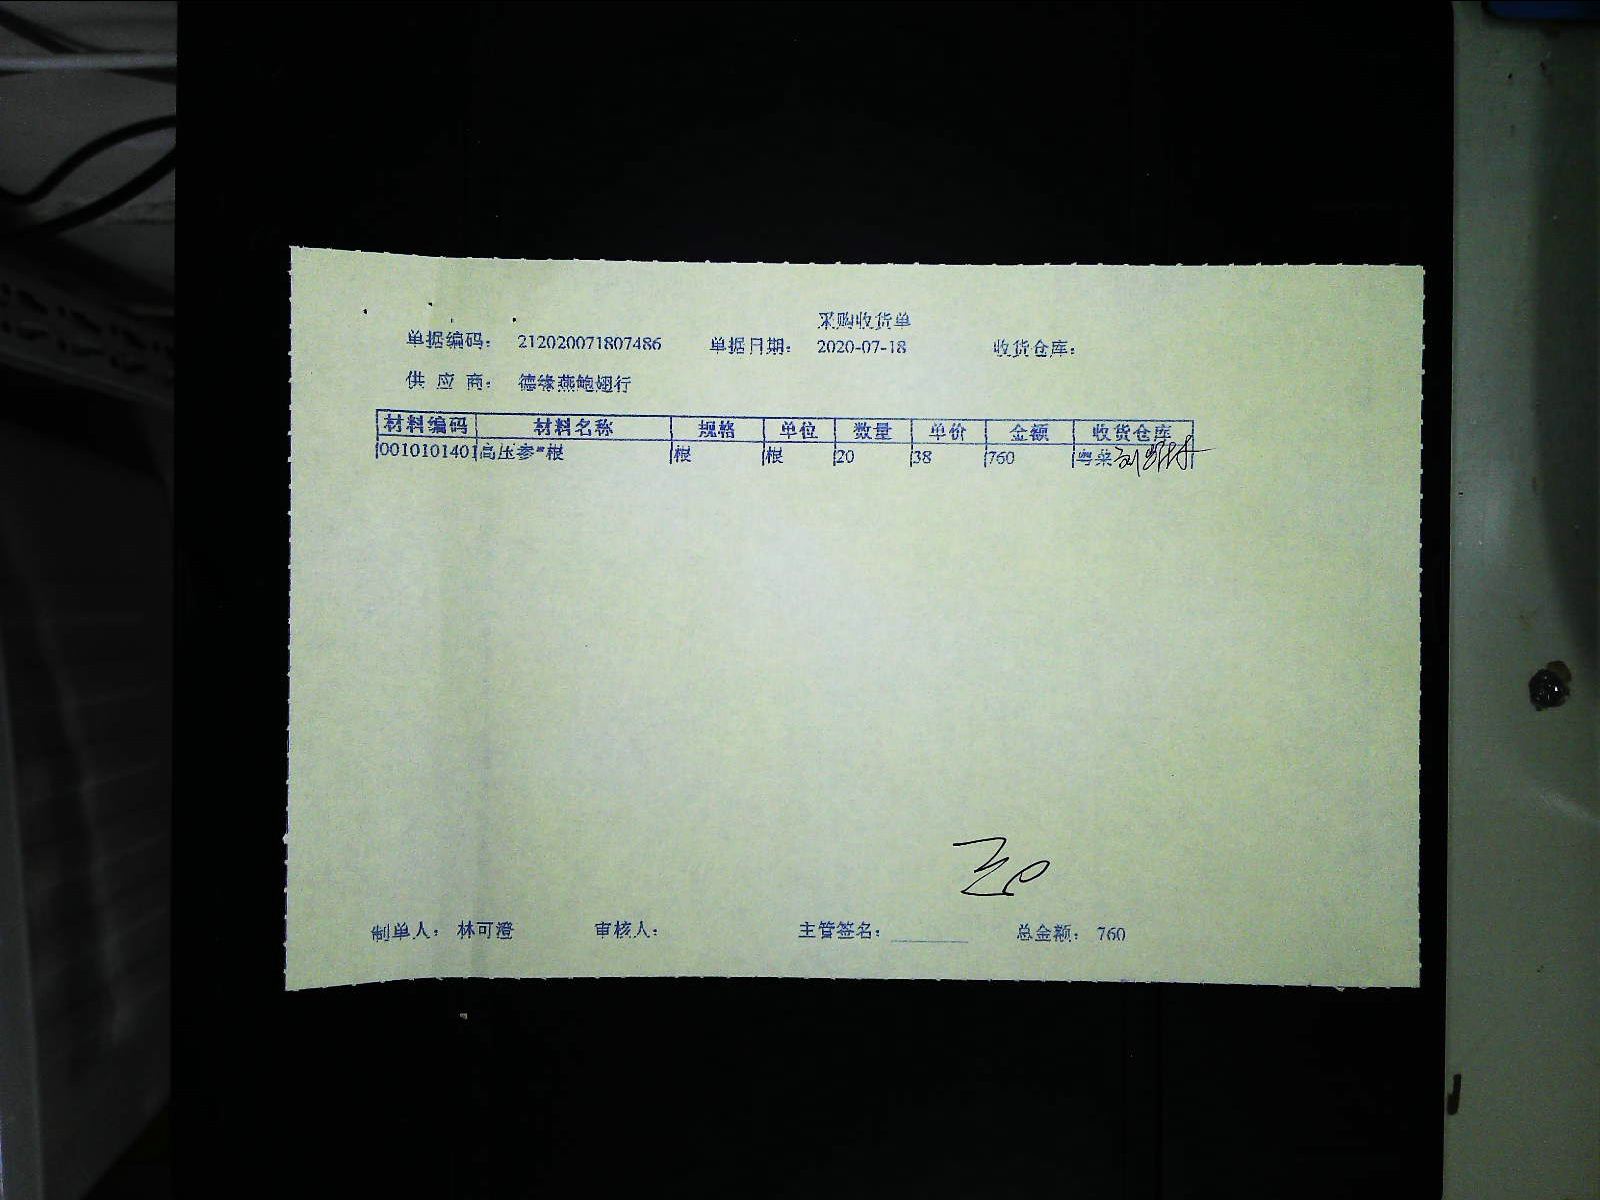 采购收货单
单据编码： 212020071807486 单据日期： 2020-07-18 收货仓库：
供 应 商： 德缘燕鲍翅行
材料编码 材料名称 规格 单位 数量 单价 金额 收货仓库
0010101401 高压参*根 根 根 20 38 760 粤菜
制单人： 林可澄 审核人： 主管签名： 总金额： 760